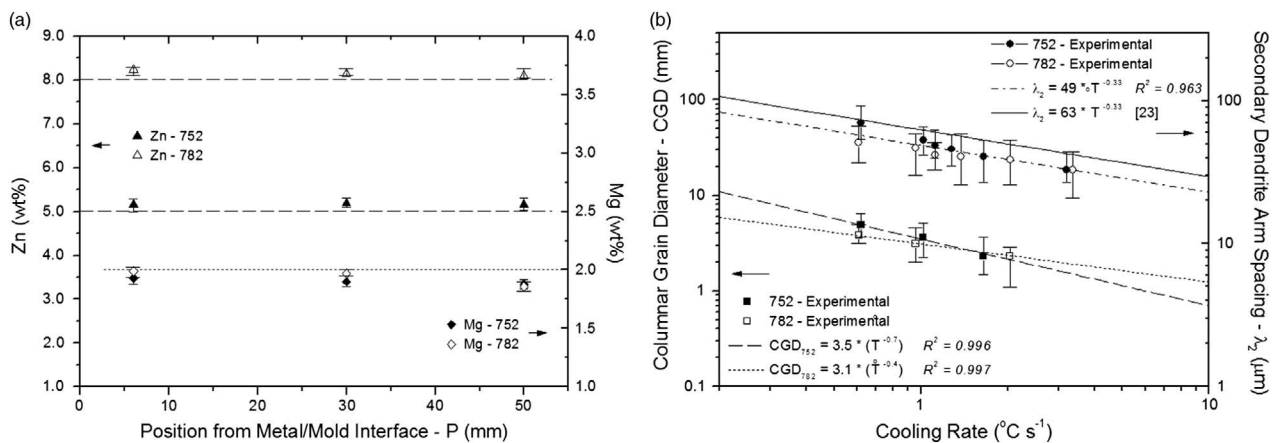 (a)
9.0
8.0
7.0
6.0
5.0
4.0
3.0
2.0
1.0
Zn (wt%)
Zn - 752
Zn - 782
Mg - 752
Mg - 782
4.0
3.5
3.0
2.5
2.0
1.5
1.0
Mg (wt%)
0 10 20 30 40 50
Position from Metal/Mold Interface - P (mm)
(b)
Columnar Grain Diameter - CGD (mm)
100
10
1
0.1
752 - Experimental
782 - Experimental
λ2 = 49 * °T -0.33 R2 = 0.963
λ2 = 63 * T -0.33 [23]
752 - Experimental
782 - Experimental
CGD752 = 3.5 * (T -0.7) R2 = 0.996
CGD782 = 3.1 * (T -0.4) R2 = 0.997
100
10
1
Secondary Dendrite Arm Spacing - λ2 (μm)
1 10
Cooling Rate (°C s-1)